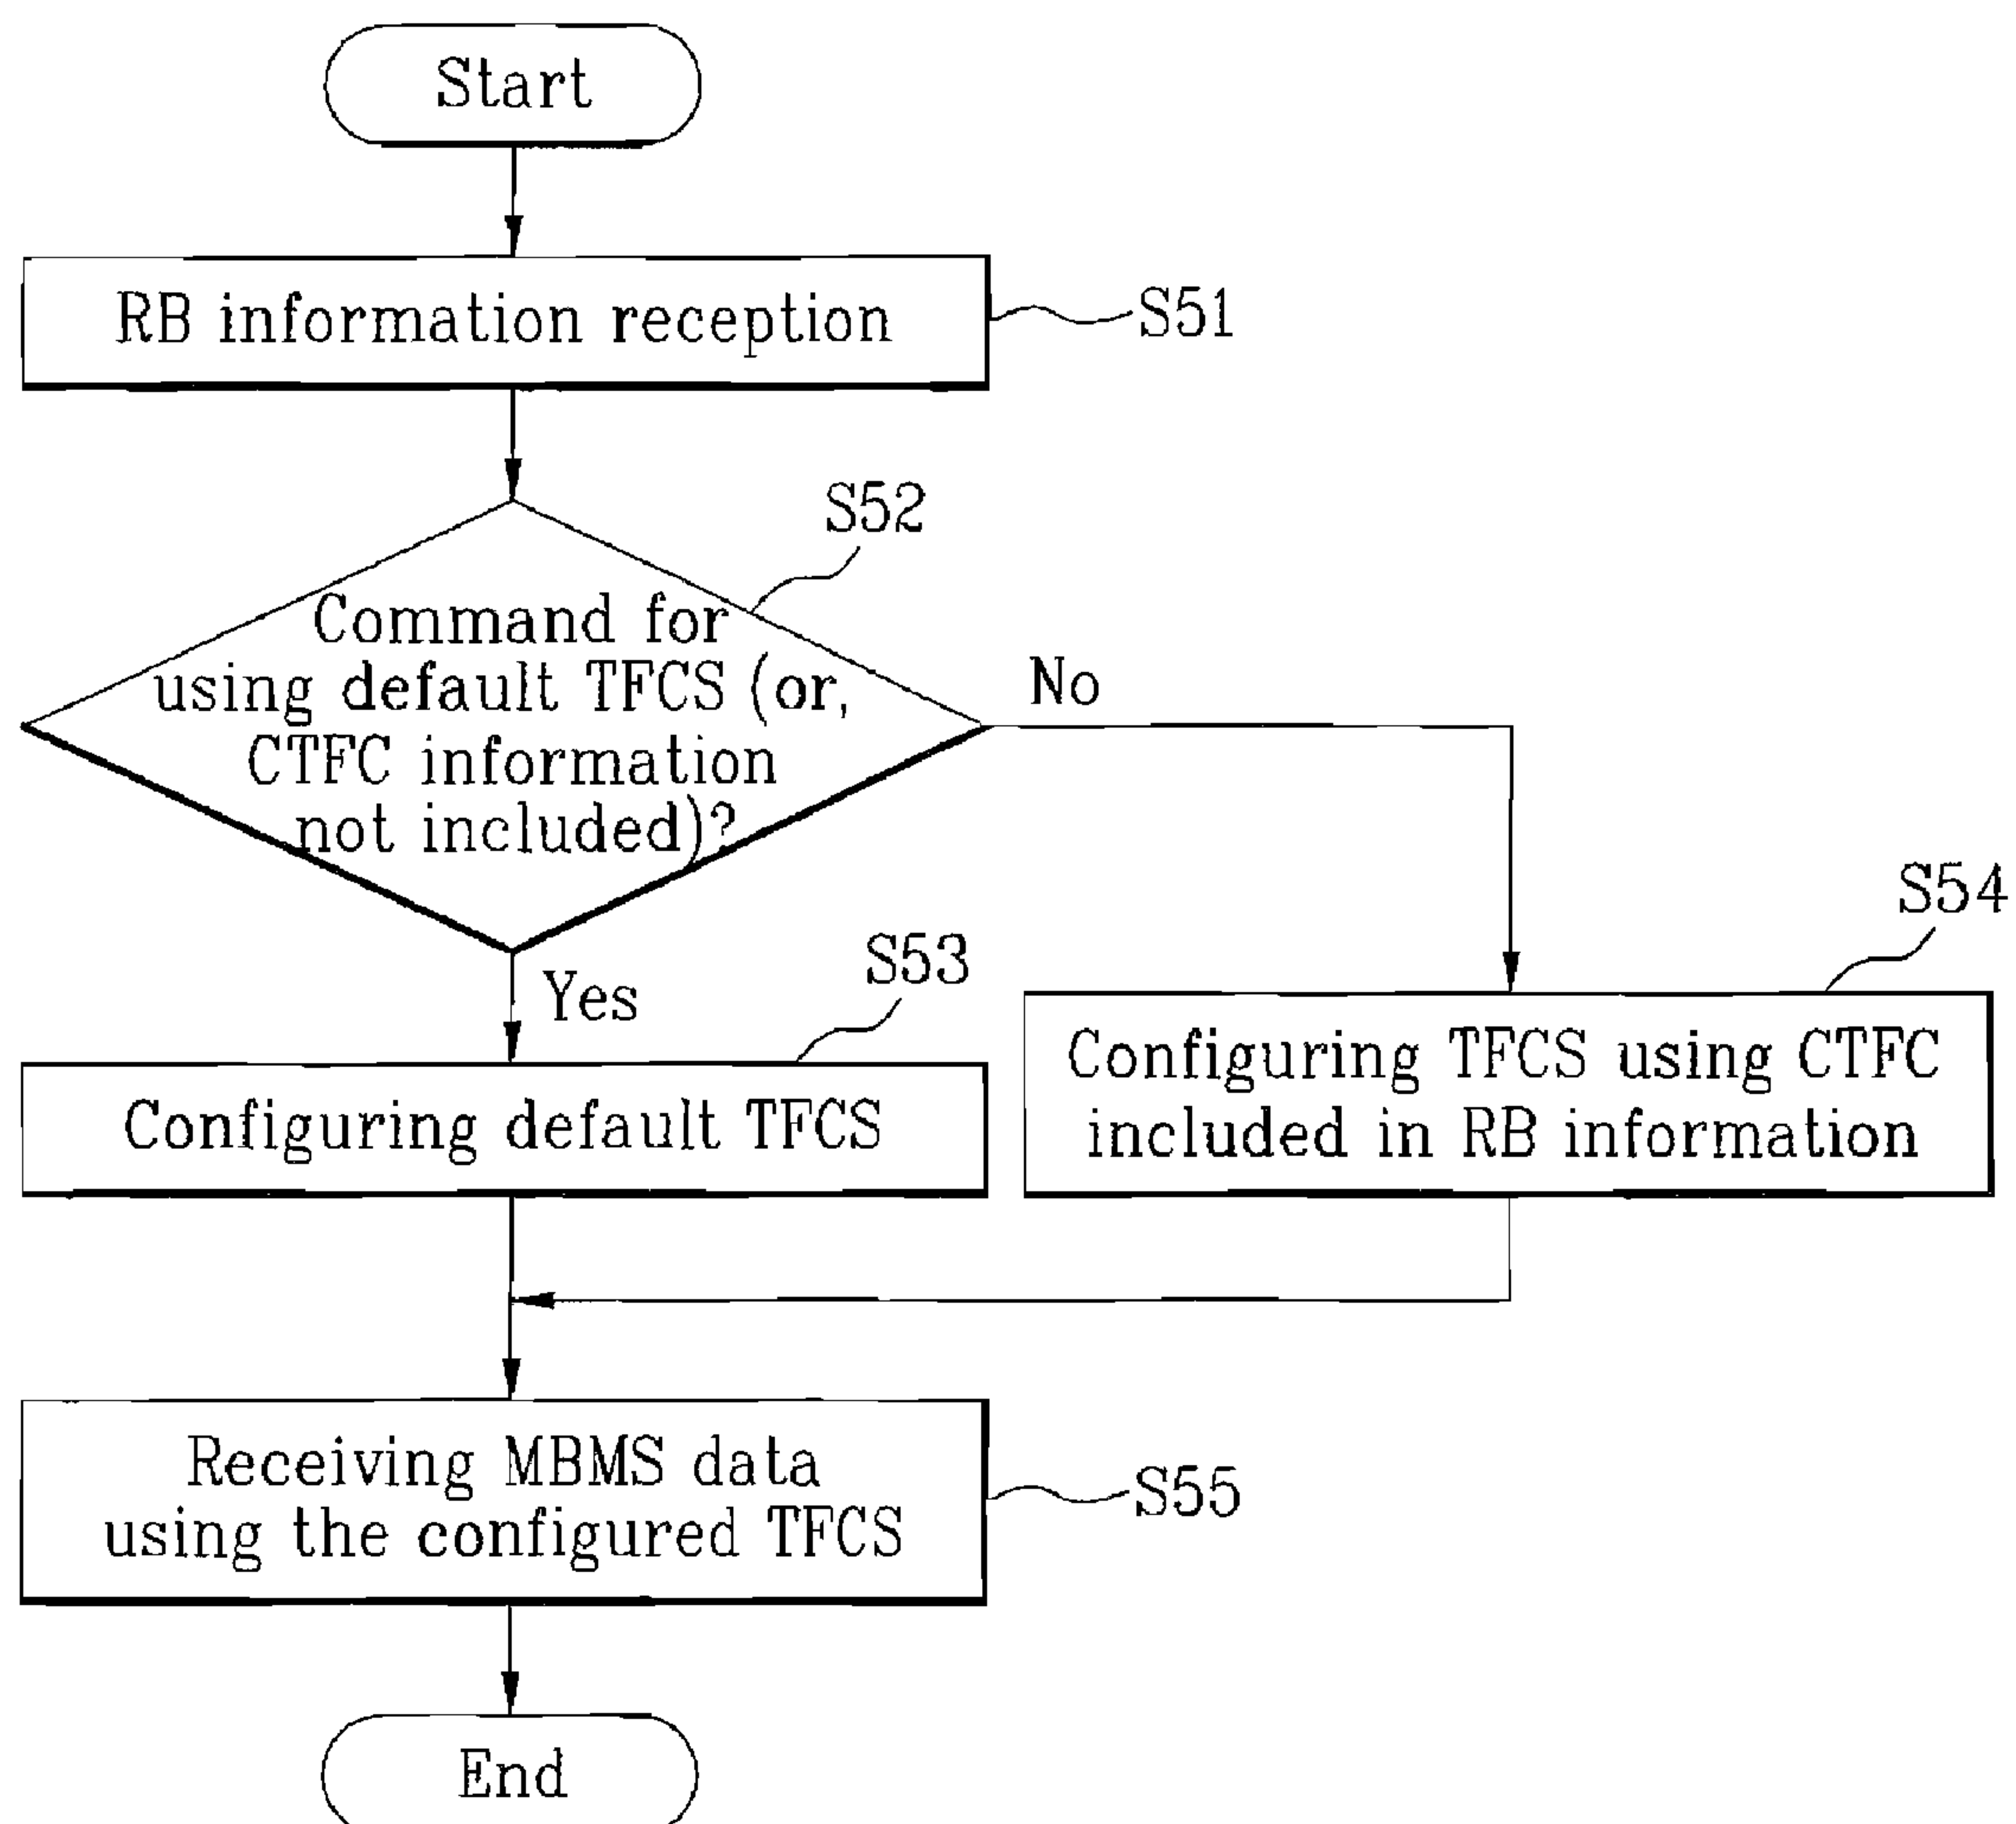 Start
RB information reception
S51
S52
Command for
using default TFCS (or,
CTFC information
not included)?
No
Yes
S53
Configuring default TFCS
S54
Configuring TFCS using CTFC
included in RB information
Receiving MBMS data
using the configured TFCS
S55
End